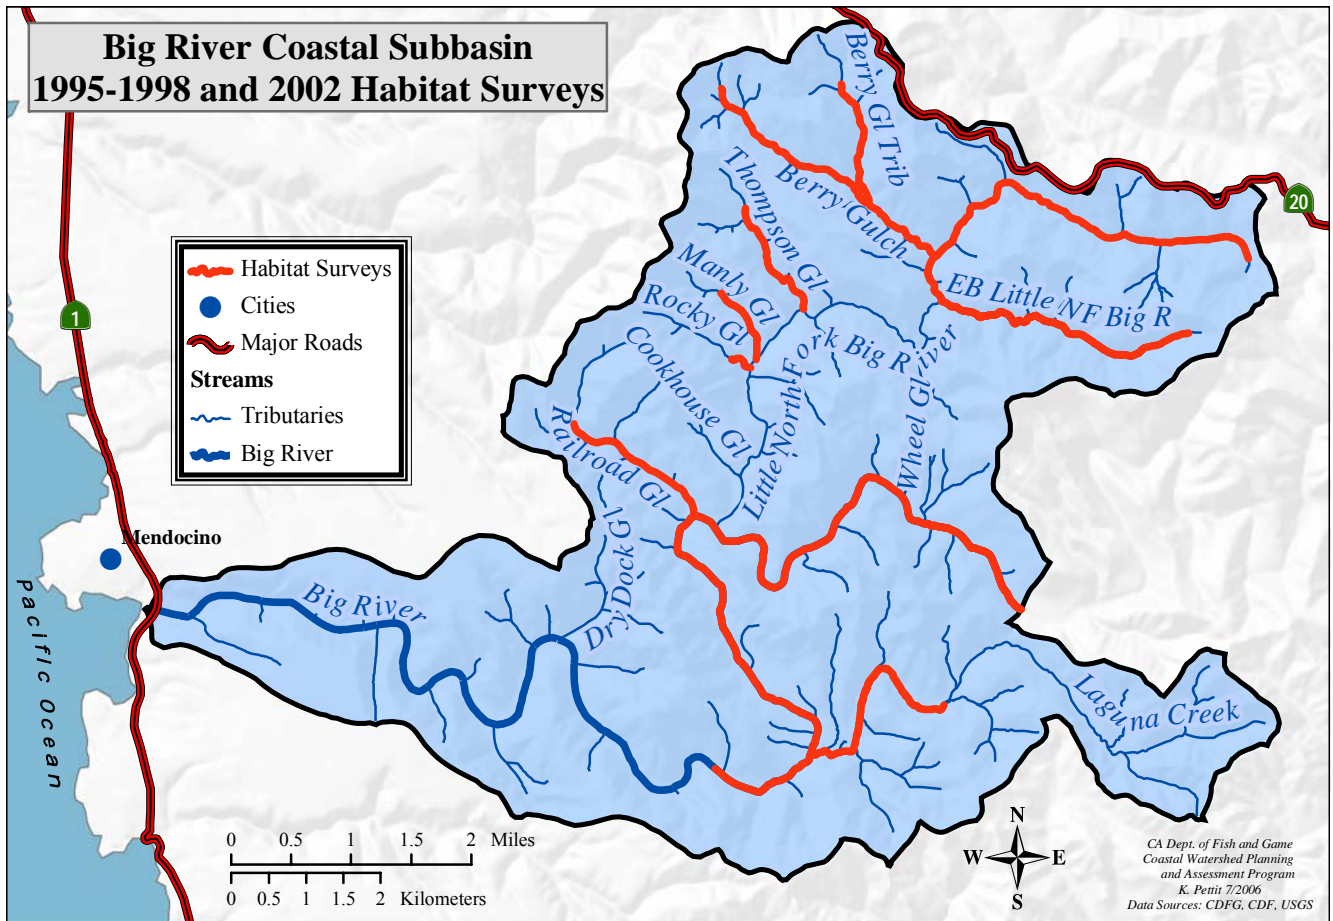 Big River Coastal Subbasin
1995-1998 and 2002 Habitat Surveys
Habitat Surveys
Cities
Major Roads
Streams
Tributaries
Big River
1
20
Berry Gl Trib
Thompson Gl
Berry Gulch
Manly Gl
EB Little NF Big R
Rocky Gl
Cookhouse Gl
Little North Fork Big River
Wheel Gl
Railroad Gl
Dry Dock Gl
Mendocino
Big River
Laguna Creek
Pacific Ocean
0 0.5 1 1.5 2 Miles
0 0.5 1 1.5 2 Kilometers
N
W E
S
CA Dept. of Fish and Game
Coastal Watershed Planning
and Assessment Program
K. Pettit 7/2006
Data Sources: CDFG, CDF, USGS